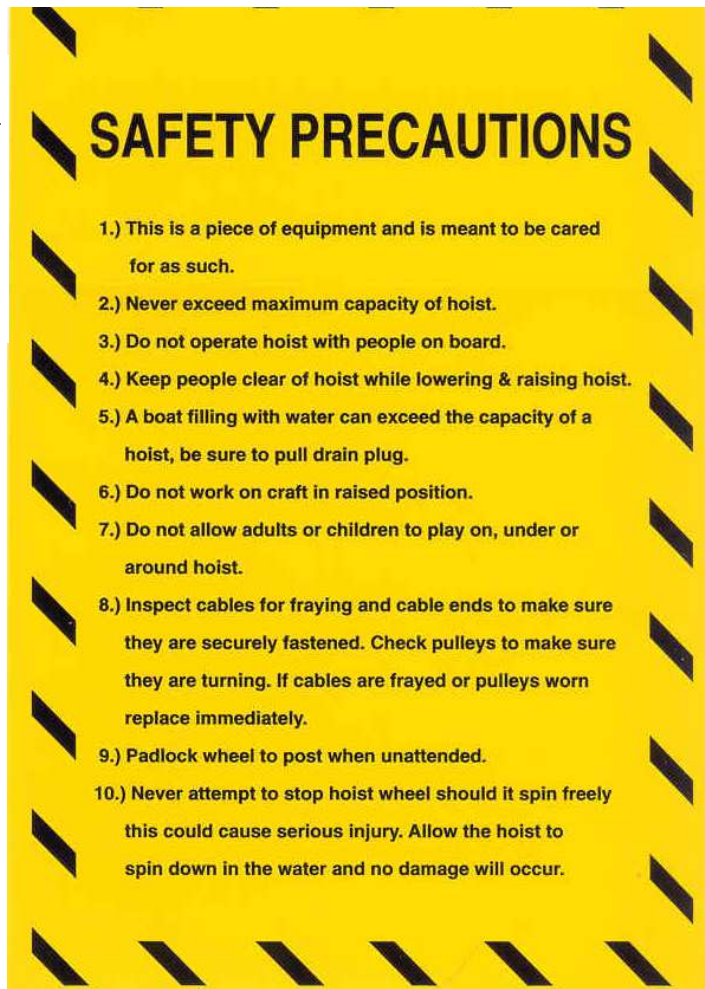 SAFETY PRECAUTIONS
1.) This is a piece of equipment and is meant to be cared
for as such.
2.) Never exceed maximum capacity of hoist.
3.) Do not operate hoist with people on board.
4.) Keep people clear of hoist while lowering & raising hoist.
5.) A boat filling with water can exceed the capacity of a
hoist, be sure to pull drain plug.
6.) Do not work on craft in raised position.
7.) Do not allow adults or children to play on, under or
around hoist.
8.) Inspect cables for fraying and cable ends to make sure
they are securely fastened. Check pulleys to make sure
they are turning. If cables are frayed or pulleys worn
replace immediately.
9.) Padlock wheel to post when unattended.
10.) Never attempt to stop hoist wheel should it spin freely
this could cause serious injury. Allow the hoist to
spin down in the water and no damage will occur.